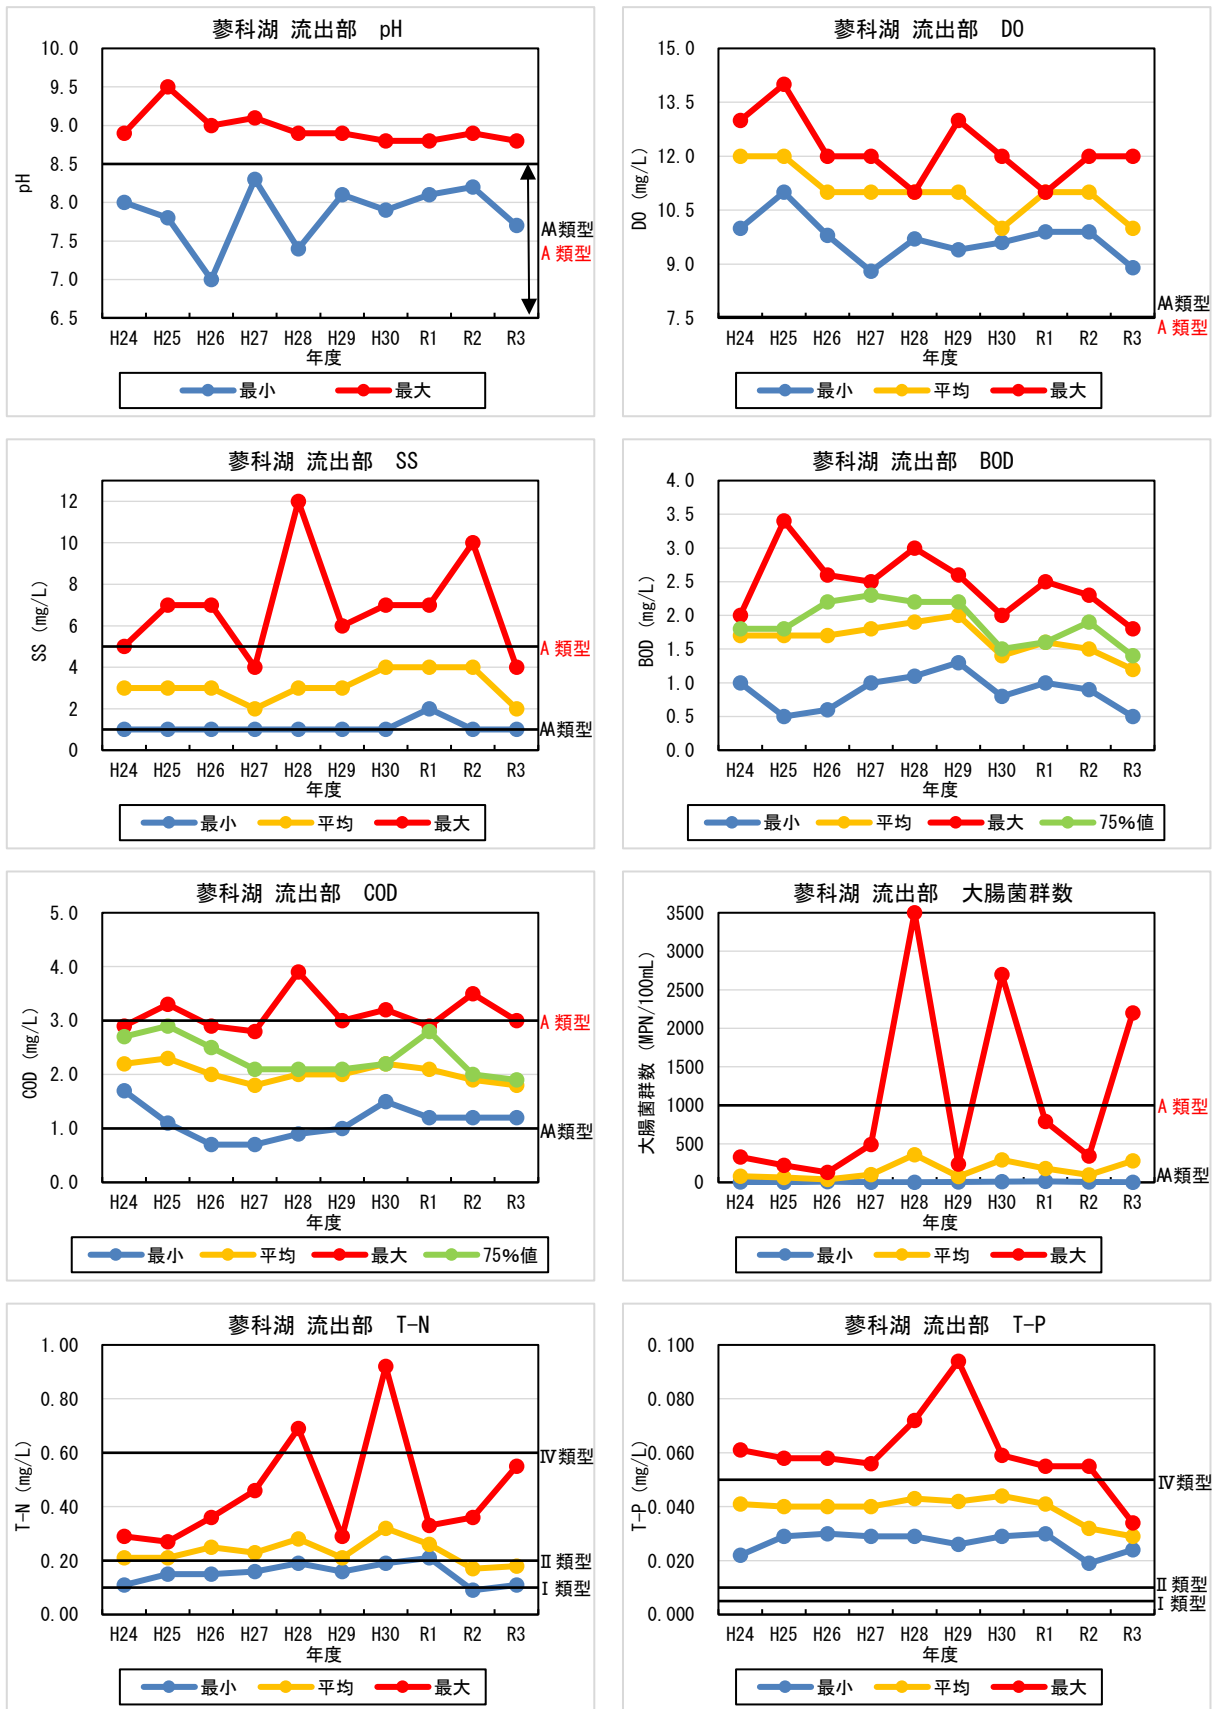 蓼科湖 流出部 pH
10.0
9.5
9.0
8.5
8.0
7.5
7.0
6.5
pH
AA類型
A 類型
H24 H25 H26 H27 H28 H29 H30 R1 R2 R3
年度
最小 最大
蓼科湖 流出部 DO
15.0
13.5
12.0
10.5
9.0
7.5
DO (mg/L)
AA類型
A 類型
H24 H25 H26 H27 H28 H29 H30 R1 R2 R3
年度
最小 平均 最大
蓼科湖 流出部 SS
12
10
8
6
4
2
0
SS (mg/L)
A 類型
AA類型
H24 H25 H26 H27 H28 H29 H30 R1 R2 R3
年度
最小 平均 最大
蓼科湖 流出部 BOD
4.0
3.5
3.0
2.5
2.0
1.5
1.0
0.5
0.0
BOD (mg/L)
H24 H25 H26 H27 H28 H29 H30 R1 R2 R3
年度
最小 平均 最大 75%値
蓼科湖 流出部 COD
5.0
4.0
3.0
2.0
1.0
0.0
COD (mg/L)
A 類型
AA類型
H24 H25 H26 H27 H28 H29 H30 R1 R2 R3
年度
最小 平均 最大 75%値
蓼科湖 流出部 大腸菌群数
3500
3000
2500
2000
1500
1000
500
0
大腸菌群数 (MPN/100mL)
A 類型
AA類型
H24 H25 H26 H27 H28 H29 H30 R1 R2 R3
年度
最小 平均 最大
蓼科湖 流出部 T-N
1.00
0.80
0.60
0.40
0.20
0.00
T-N (mg/L)
Ⅳ類型
Ⅱ類型
Ⅰ類型
H24 H25 H26 H27 H28 H29 H30 R1 R2 R3
年度
最小 平均 最大
蓼科湖 流出部 T-P
0.100
0.080
0.060
0.040
0.020
0.000
T-P (mg/L)
Ⅳ類型
Ⅱ類型
Ⅰ類型
H24 H25 H26 H27 H28 H29 H30 R1 R2 R3
年度
最小 平均 最大